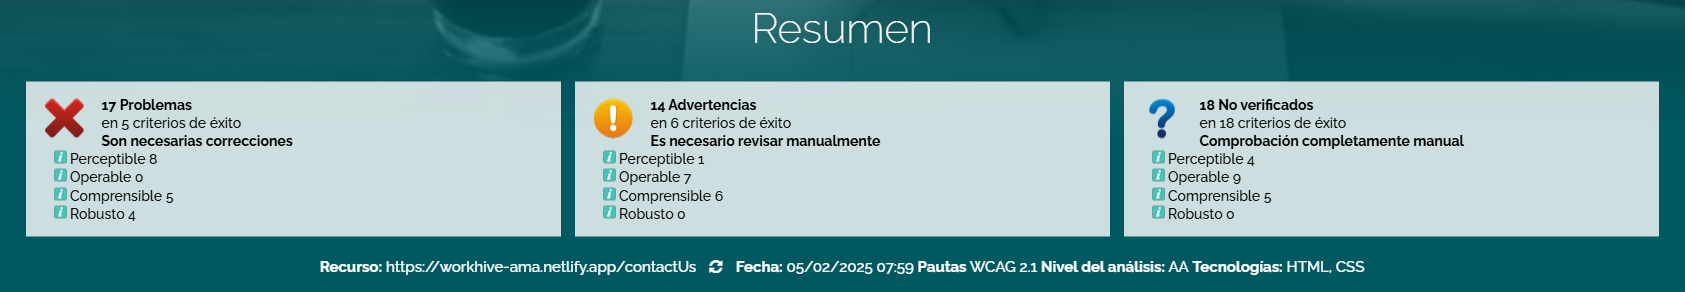 Resumen
17 Problemas
en 5 criterios de éxito
Son necesarias correcciones
Perceptible 8
Operable 0
Comprensible 5
Robusto 4
14 Advertencias
en 6 criterios de éxito
Es necesario revisar manualmente
Perceptible 1
Operable 7
Comprensible 6
Robusto 0
18 No verificados
en 18 criterios de éxito
Comprobación completamente manual
Perceptible 4
Operable 9
Comprensible 5
Robusto 0
Recurso: https://workhive-ama.netlify.app/contactUs Fecha: 05/02/2025 07:59 Pautas WCAG 2.1 Nivel del análisis: AA Tecnologías: HTML, CSS